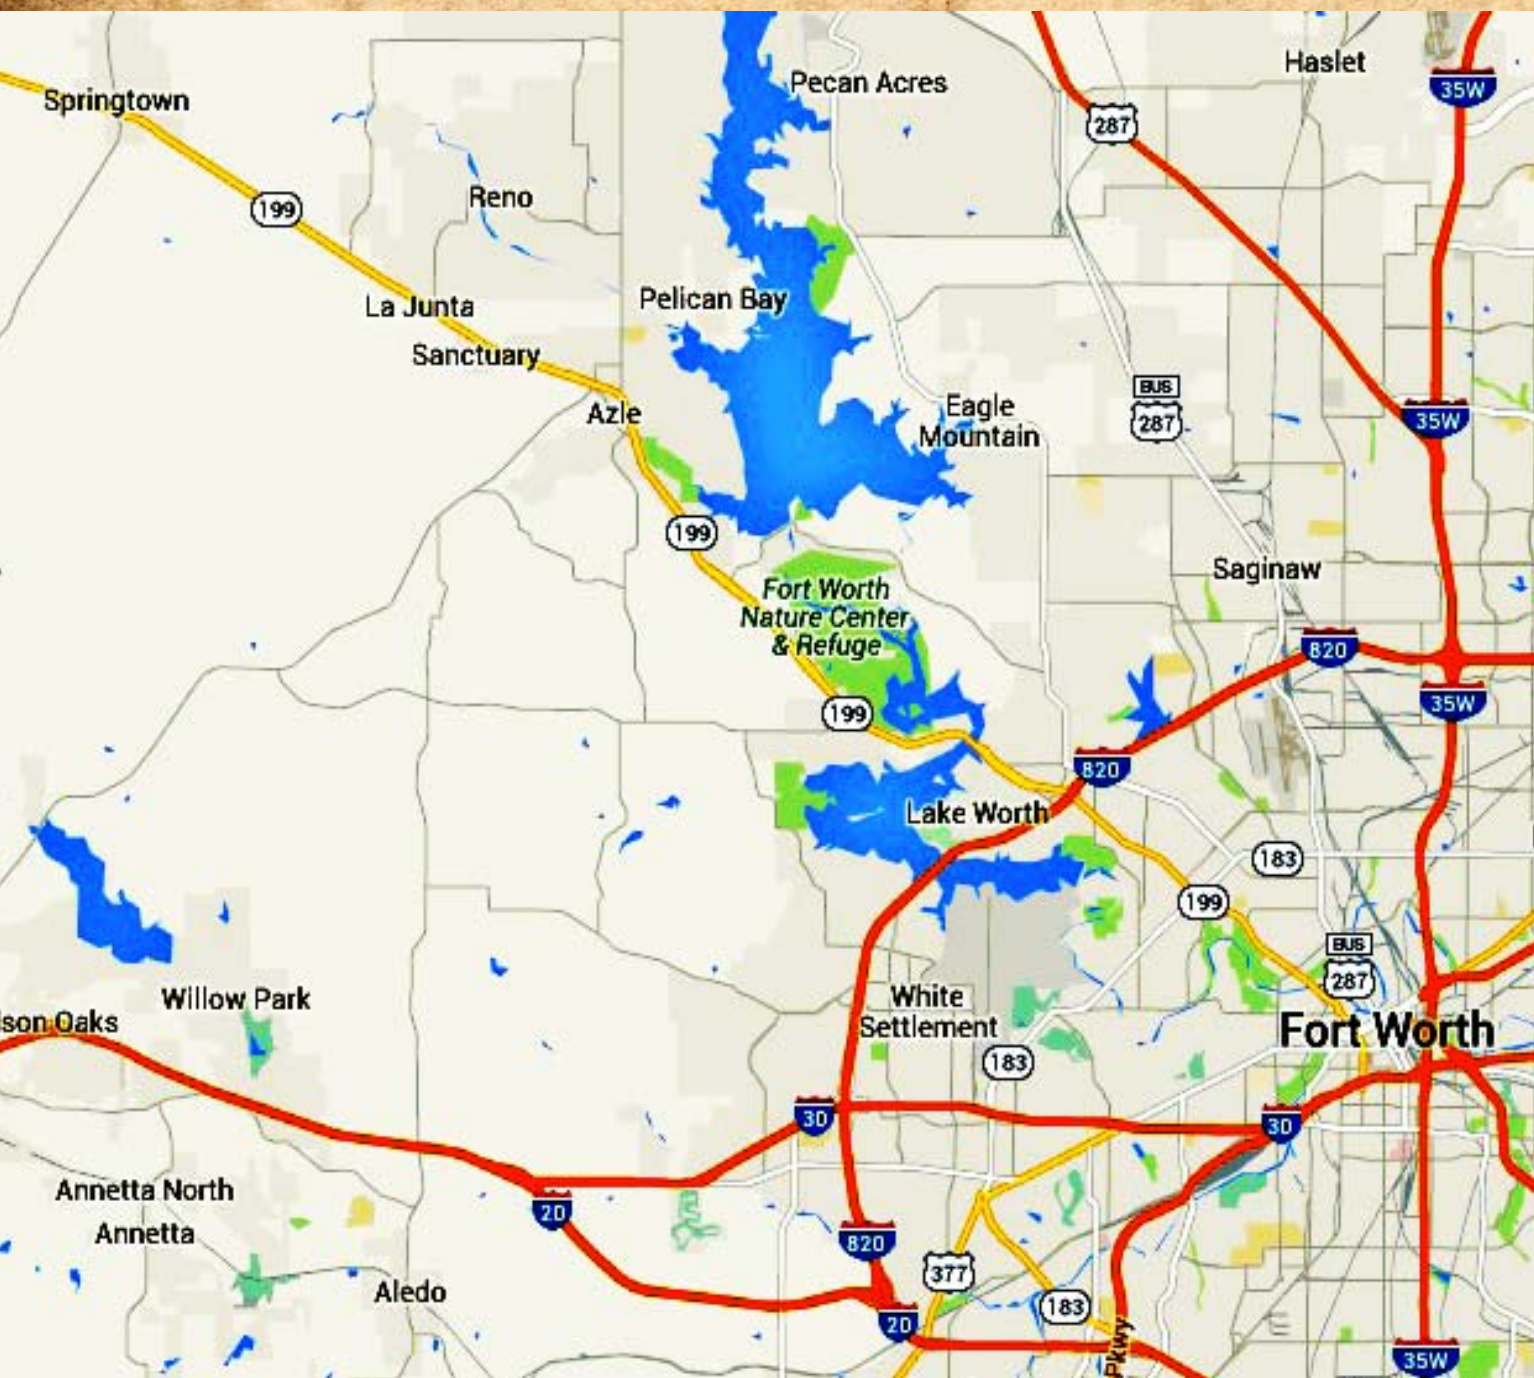 Haslet
Pecan Acres
35W
Springtown
287
Reno
199
Pelican Bay
La Junta
Sanctuary
BUS
287
Azle
Eagle
Mountain
35W
199
Saginaw
Fort Worth
Nature Center
& Refuge
820
35W
199
820
Lake Worth
183
199
BUS
287
Willow Park
White
Settlement
lson Oaks
Fort Worth
183
30
30
Annetta North
20
Annetta
820
377
Aledo
183
20
Pkwy
35W